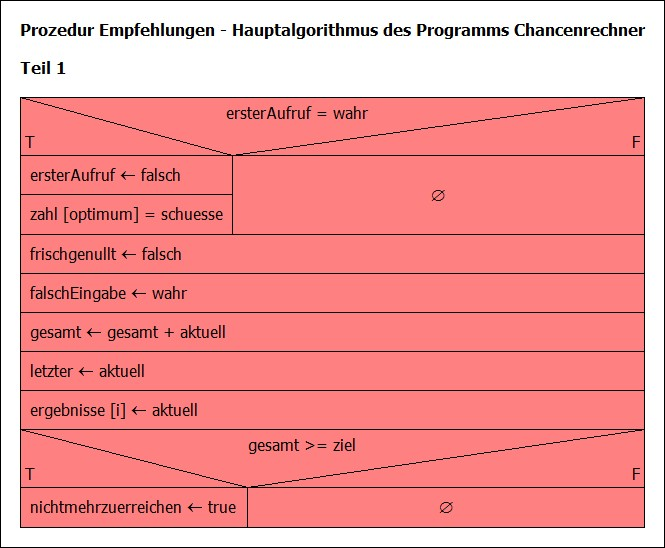 Prozedur Empfehlungen - Hauptalgorithmus des Programms Chancenrechner
Teil 1
ersterAufruf = wahr
T F
ersterAufruf ← falsch
∅
zahl [optimum] = schuesse
frischgenullt ← falsch
falschEingabe ← wahr
gesamt ← gesamt + aktuell
letzter ← aktuell
ergebnisse [i] ← aktuell
gesamt >= ziel
T F
nichtmehrzuerreichen ← true ∅